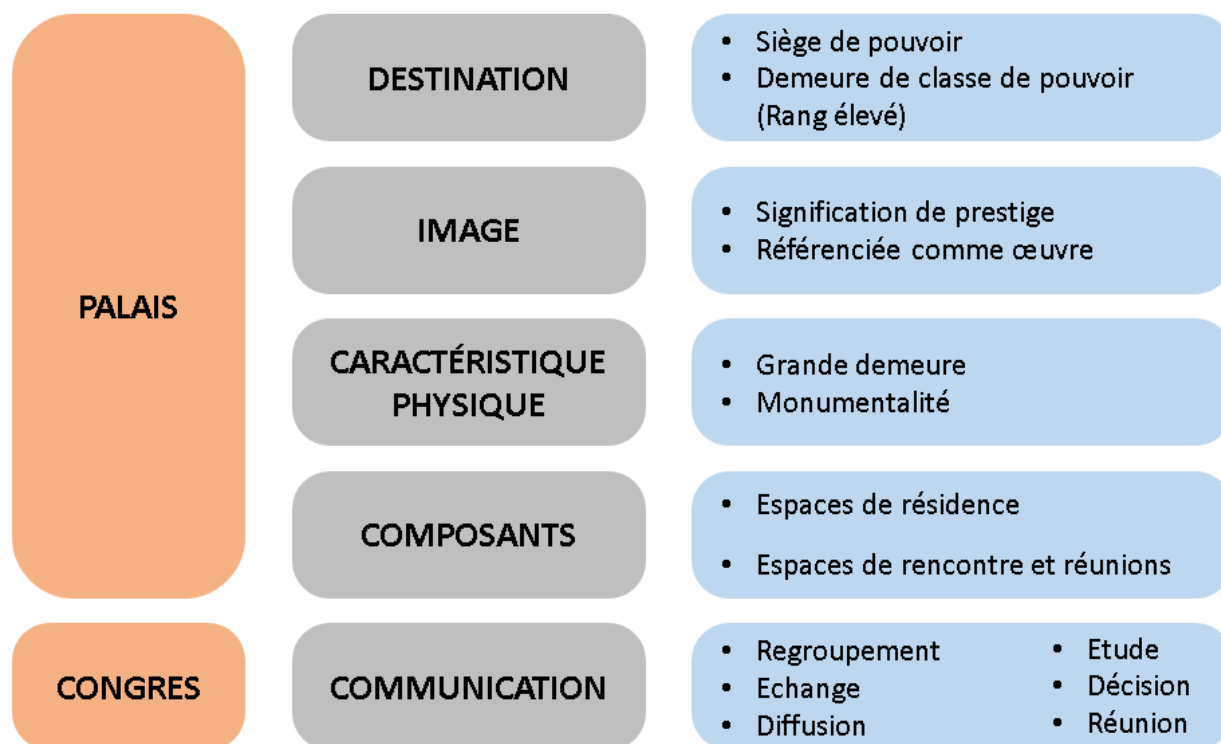 PALAIS
DESTINATION
• Siège de pouvoir
• Demeure de classe de pouvoir
(Rang élevé)
IMAGE
• Signification de prestige
• Référenciée comme œuvre
CARACTÉRISTIQUE
PHYSIQUE
• Grande demeure
• Monumentalité
COMPOSANTS
• Espaces de résidence
• Espaces de rencontre et réunions
CONGRES
COMMUNICATION
• Regroupement
• Echange
• Diffusion
• Etude
• Décision
• Réunion